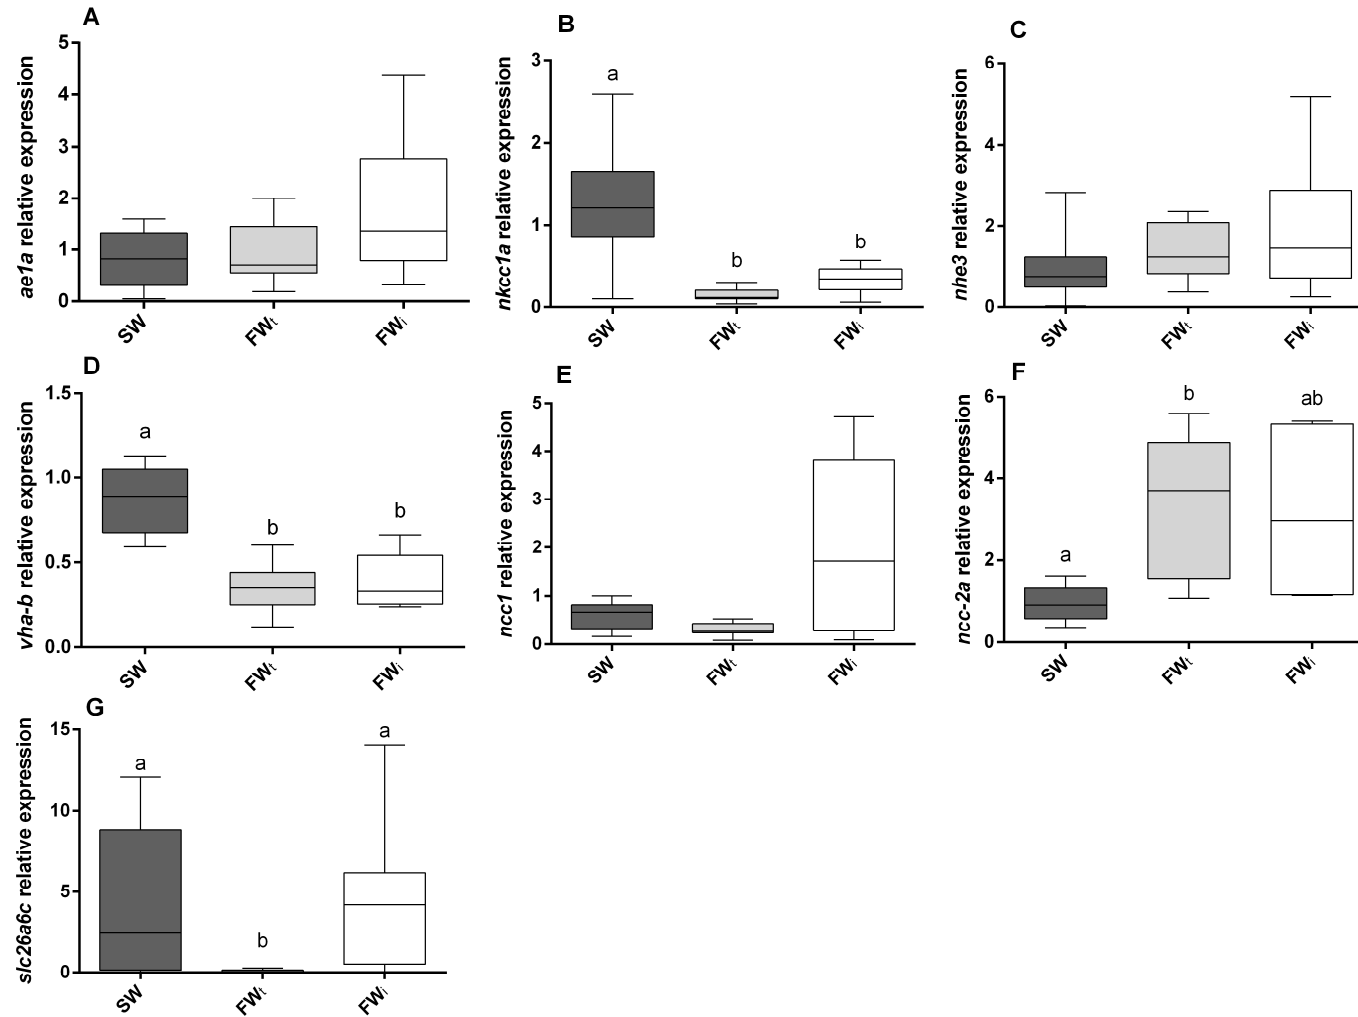 A
ae1a relative expression
5
4
3
2
1
0
SW
FWt
FWi
B
nkcc1a relative expression
3
2
1
0
a
b
b
SW
FWt
FWi
C
nhe3 relative expression
6
4
2
0
SW
FWt
FWi
D
vha-b relative expression
1.5
1.0
0.5
0.0
a
b
b
SW
FWt
FWi
E
ncc1 relative expression
5
4
3
2
1
0
SW
FWt
FWi
F
ncc-2a relative expression
6
4
2
0
a
b
ab
SW
FWt
FWi
G
slc26a6c relative expression
15
10
5
0
a
b
a
SW
FWt
FWi